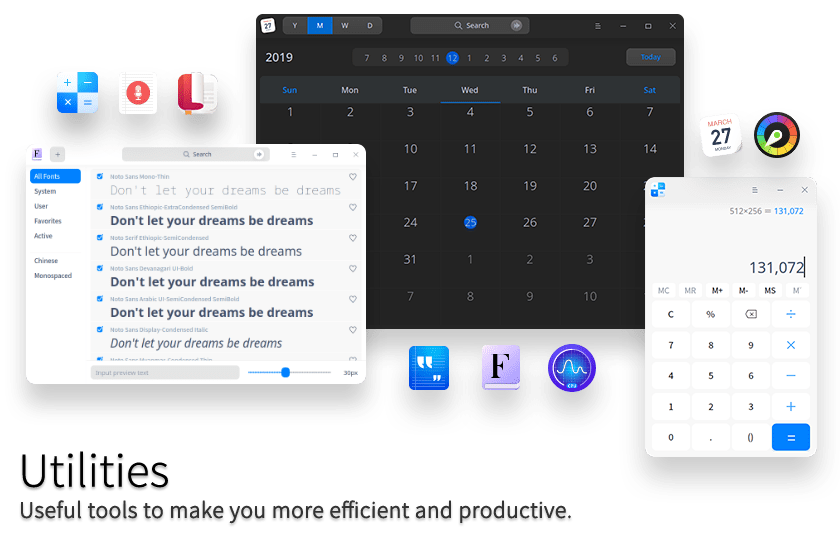 27 Y M W D Search
2019 7 8 9 10 11 12 1 2 3 4 5 6 Today
Sun Mon Tue Wed Thu Fri Sat
1 2 3 4 5 6 7
10 11 12 13 14
17 18 19 20
24 25 26 27
31 1 2 3
7 8 9 10
F + Search
All Fonts
System
User
Favorites
Active
Chinese
Monospaced
Noto Sans Mono-Thin
Don't let your dreams be dreams
Noto Sans Ethiopic-ExtraCondensed SemiBold
Don't let your dreams be dreams
Noto Serif Ethiopic-SemiCondensed
Don't let your dreams be dreams
Noto Sans Devanagari UI-Bold
Don't let your dreams be dreams
Noto Sans Arabic UI-SemiCondensed SemiBold
Don't let your dreams be dreams
Noto Sans Display-Condensed Italic
Don't let your dreams be dreams
Input preview text 30px
MARCH
27
MONDAY
512×256 = 131,072
131,072
MC MR M+ M- MS
C % ÷
7 8 9 ×
4 5 6 −
1 2 3 +
0 . () =
F
CPU
Utilities
Useful tools to make you more efficient and productive.